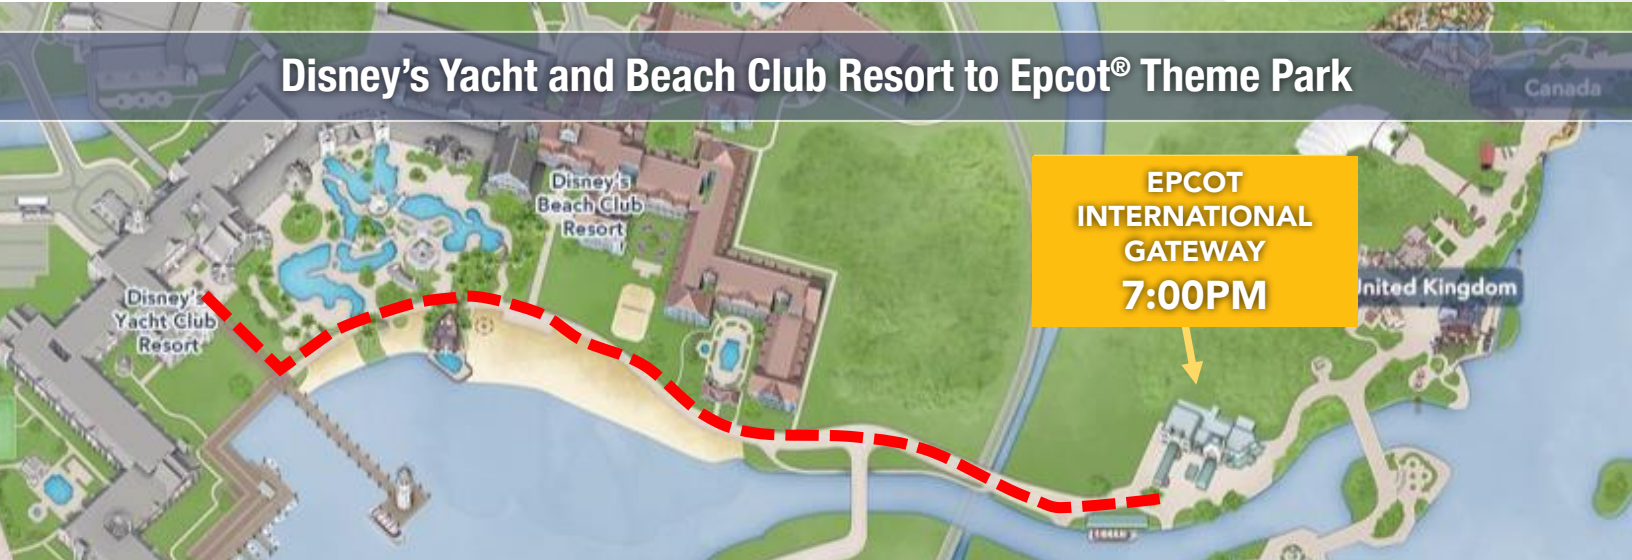 Disney's Yacht and Beach Club Resort to Epcot® Theme Park
Canada
EPCOT
INTERNATIONAL
GATEWAY
7:00PM
Disney's
Beach Club
Resort
United Kingdom
Disney's
Yacht Club
Resort